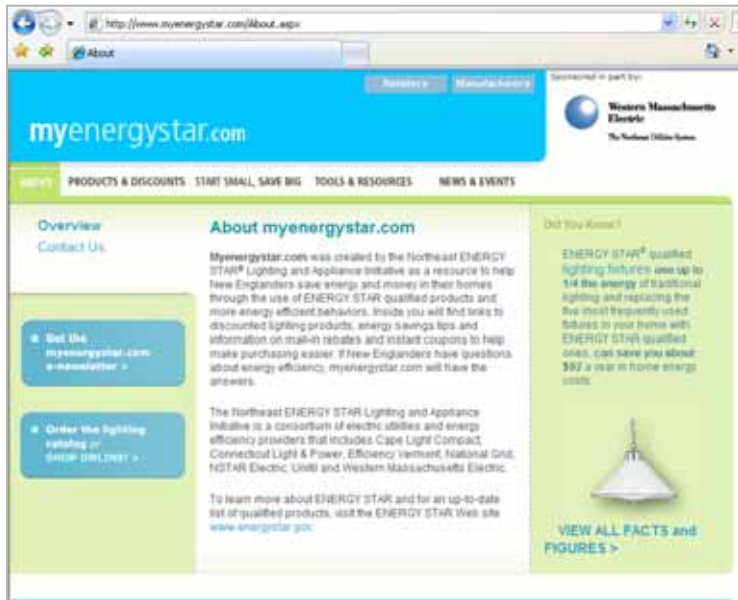 http://www.myenergystar.com/About.aspx
About
Retailers Manufacturers
Sponsored in part by:
Western Massachusetts
Electric
The Northeast Utilities System
myenergystar.com
ABOUT PRODUCTS & DISCOUNTS START SMALL, SAVE BIG TOOLS & RESOURCES NEWS & EVENTS
Overview
Contact Us
Get the
myenergystar.com
e-newsletter >
Order the lighting
catalog or
SHOP ONLINE! >
About myenergystar.com
Myenergystar.com was created by the Northeast ENERGY
STAR® Lighting and Appliance Initiative as a resource to help
New Englanders save energy and money in their homes
through the use of ENERGY STAR qualified products and
more energy efficient behaviors. Inside you will find links to
discounted lighting products, energy savings tips and
information on mail-in rebates and instant coupons to help
make purchasing easier. If New Englanders have questions
about energy efficiency, myenergystar.com will have the
answers.
The Northeast ENERGY STAR Lighting and Appliance
Initiative is a consortium of electric utilities and energy
efficiency providers that includes Cape Light Compact,
Connecticut Light & Power, Efficiency Vermont, National Grid,
NSTAR Electric, Unitil and Western Massachusetts Electric.
To learn more about ENERGY STAR and for an up-to-date
list of qualified products, visit the ENERGY STAR Web site
www.energystar.gov.
Did You Know?
ENERGY STAR® qualified
lighting fixtures use up to
1/4 the energy of traditional
lighting and replacing the
five most frequently used
fixtures in your home with
ENERGY STAR qualified
ones, can save you about
a year in home energy
costs.
VIEW ALL FACTS and
FIGURES >